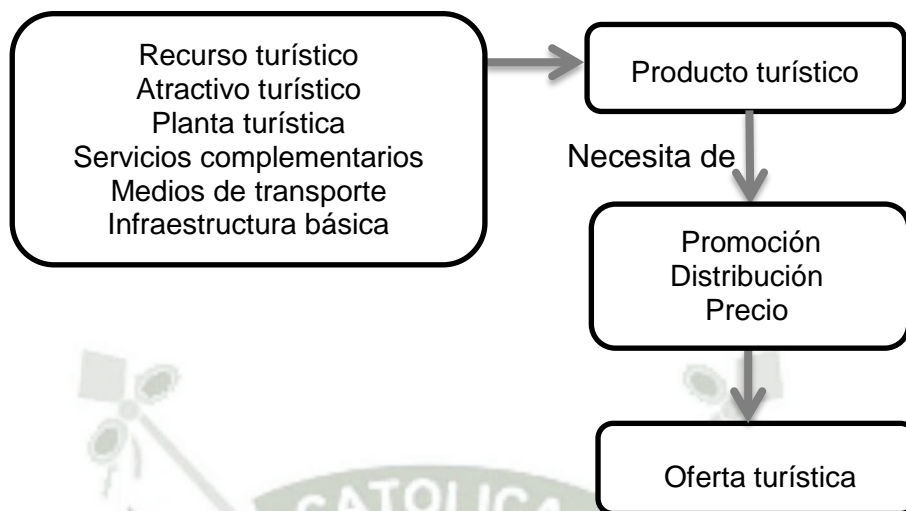 Recurso turístico
Atractivo turístico
Planta turística
Servicios complementarios
Medios de transporte
Infraestructura básica
Producto turístico
Necesita de
Promoción
Distribución
Precio
Oferta turística
CATOLICA